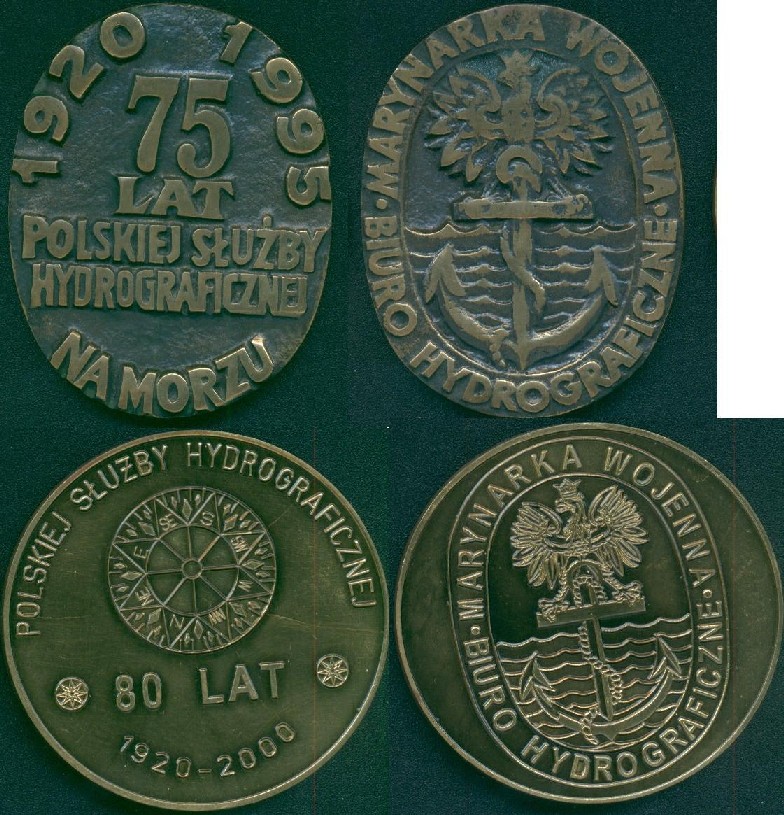 1920 1995
75
LAT
POLSKIEJ SŁUŻBY
HYDROGRAFICZNEJ
NA MORZU
MARYNARKA WOJENNA
BIURO HYDROGRAFICZNE
POLSKIEJ SŁUŻBY HYDROGRAFICZNEJ
80 LAT
1920-2000
MARYNARKA WOJENNA
BIURO HYDROGRAFICZNE